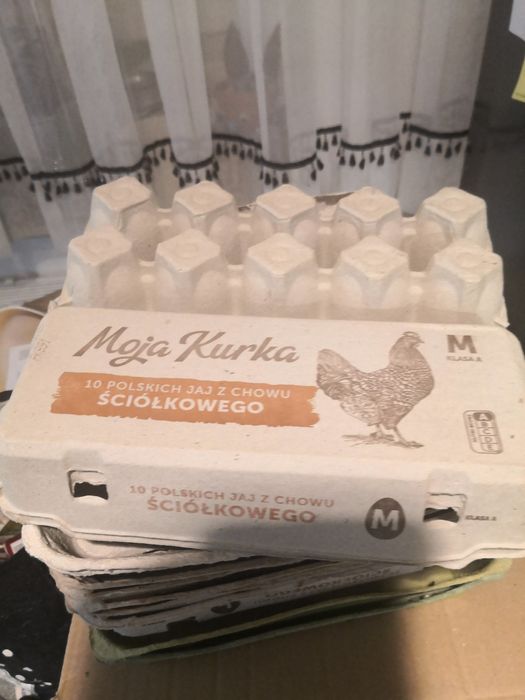 Moja Kurka
10 POLSKICH JAJ Z CHOWU
ŚCIÓŁKOWEGO
M
KLASA A
10 POLSKICH JAJ Z CHOWU
ŚCIÓŁKOWEGO
M
KLASA A